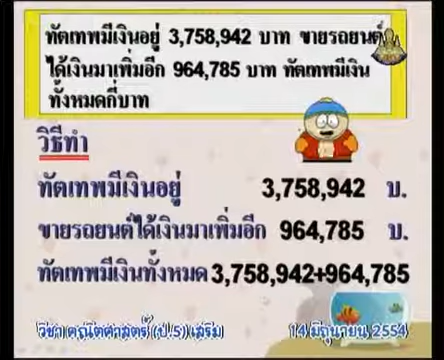 ทัตเทพมีเงินอยู่ 3,758,942 บาท ขายรถยนต์
ได้เงินมาเพิ่มอีก 964,785 บาท ทัตเทพมีเงิน
ทั้งหมดกี่บาท
วิธีทำ
ทัตเทพมีเงินอยู่ 3,758,942 บ.
ขายรถยนต์ได้เงินมาเพิ่มอีก 964,785 บ.
ทัตเทพมีเงินทั้งหมด 3,758,942+964,785
วิชา คณิตศาสตร์ (ป.5) เสริม 14 มิถุนายน 2554